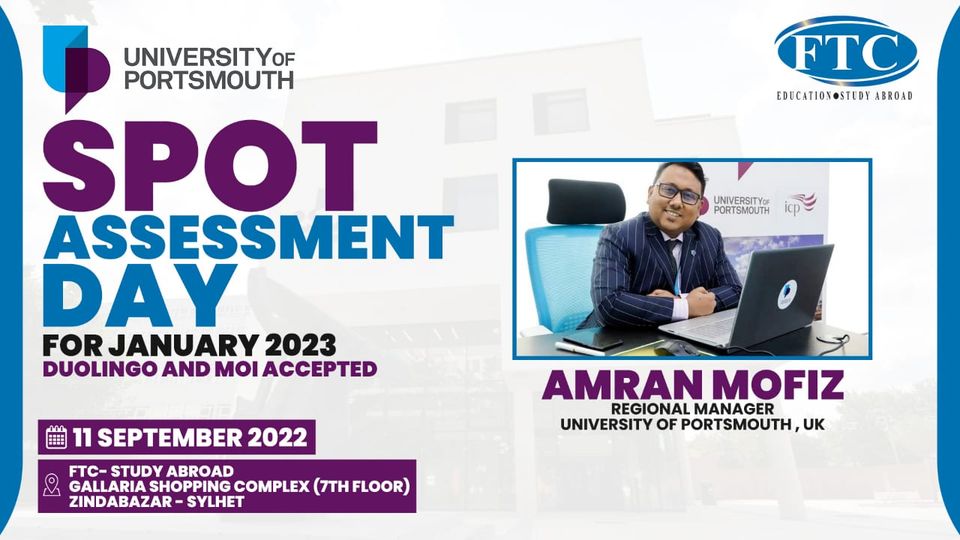 UNIVERSITY OF
PORTSMOUTH
FTC
EDUCATION●STUDY ABROAD
SPOT
ASSESSMENT
DAY
FOR JANUARY 2023
DUOLINGO AND MOI ACCEPTED
UNIVERSITY OF
PORTSMOUTH
icp
AMRAN MOFIZ
REGIONAL MANAGER
UNIVERSITY OF PORTSMOUTH , UK
11 SEPTEMBER 2022
FTC- STUDY ABROAD
GALLARIA SHOPPING COMPLEX (7TH FLOOR)
ZINDABAZAR - SYLHET